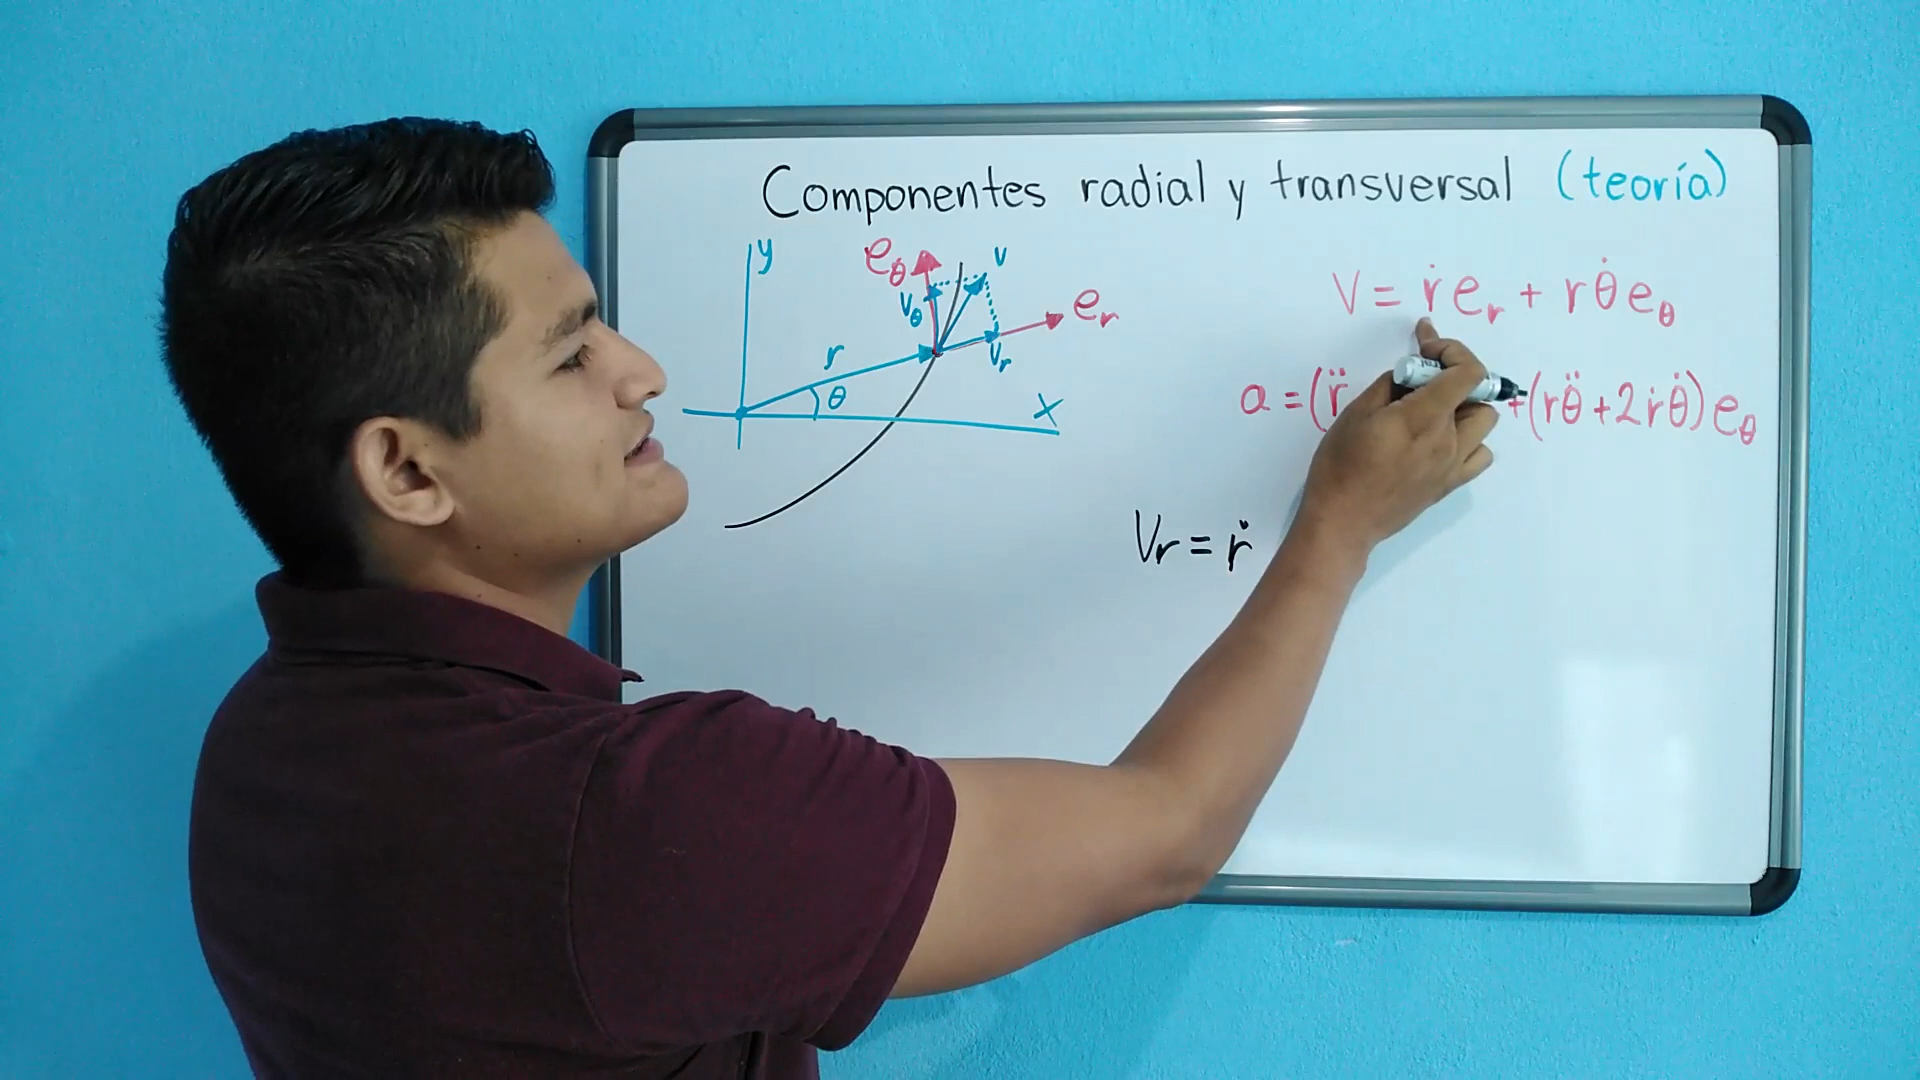 Componentes radial y transversal (teoría)
y
eθ
v
Vθ
er
r
Vr
θ
x
V = ṙ er + r θ̇ eθ
a = (r̈ + (r θ̈ + 2 ṙ θ̇) eθ
Vr = ṙ